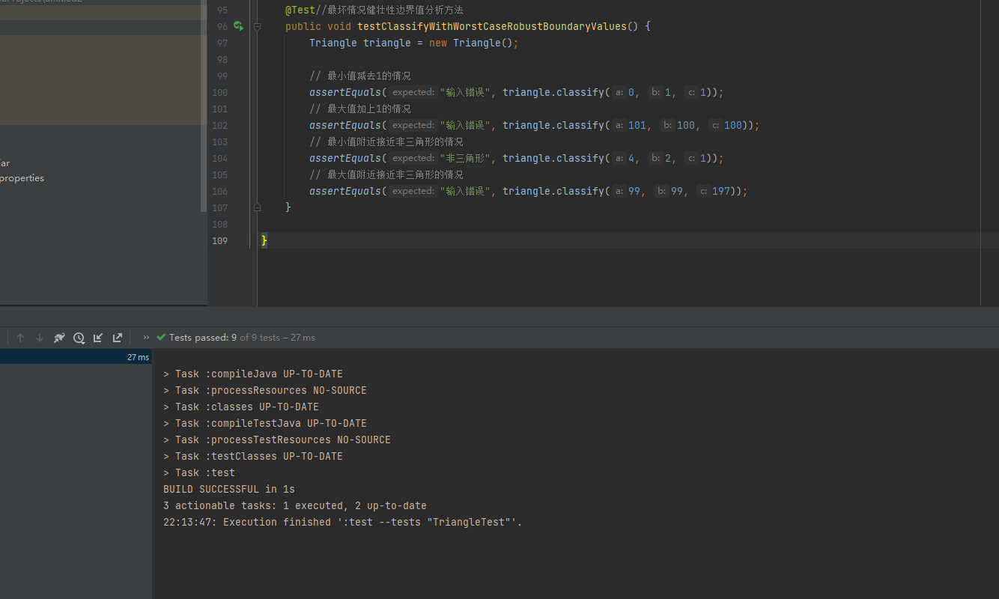 95 @Test//最坏情况健壮性边界值分析方法
96 public void testClassifyWithWorstCaseRobustBoundaryValues() {
97 Triangle triangle = new Triangle();
98
99 // 最小值减去1的情况
100 assertEquals( expected: "输入错误", triangle.classify( a: 0, b: 1, c: 1));
101 // 最大值加上1的情况
102 assertEquals( expected: "输入错误", triangle.classify( a: 101, b: 100, c: 100));
103 // 最小值附近接近非三角形的情况
104 assertEquals( expected: "非三角形", triangle.classify( a: 4, b: 2, c: 1));
105 // 最大值附近接近非三角形的情况
106 assertEquals( expected: "输入错误", triangle.classify( a: 99, b: 99, c: 197));
107 }
108
109 }
ar
properties
» Tests passed: 9 of 9 tests – 27 ms
27 ms
> Task :compileJava UP-TO-DATE
> Task :processResources NO-SOURCE
> Task :classes UP-TO-DATE
> Task :compileTestJava UP-TO-DATE
> Task :processTestResources NO-SOURCE
> Task :testClasses UP-TO-DATE
> Task :test
BUILD SUCCESSFUL in 1s
3 actionable tasks: 1 executed, 2 up-to-date
22:13:47: Execution finished ':test --tests "TriangleTest"'.